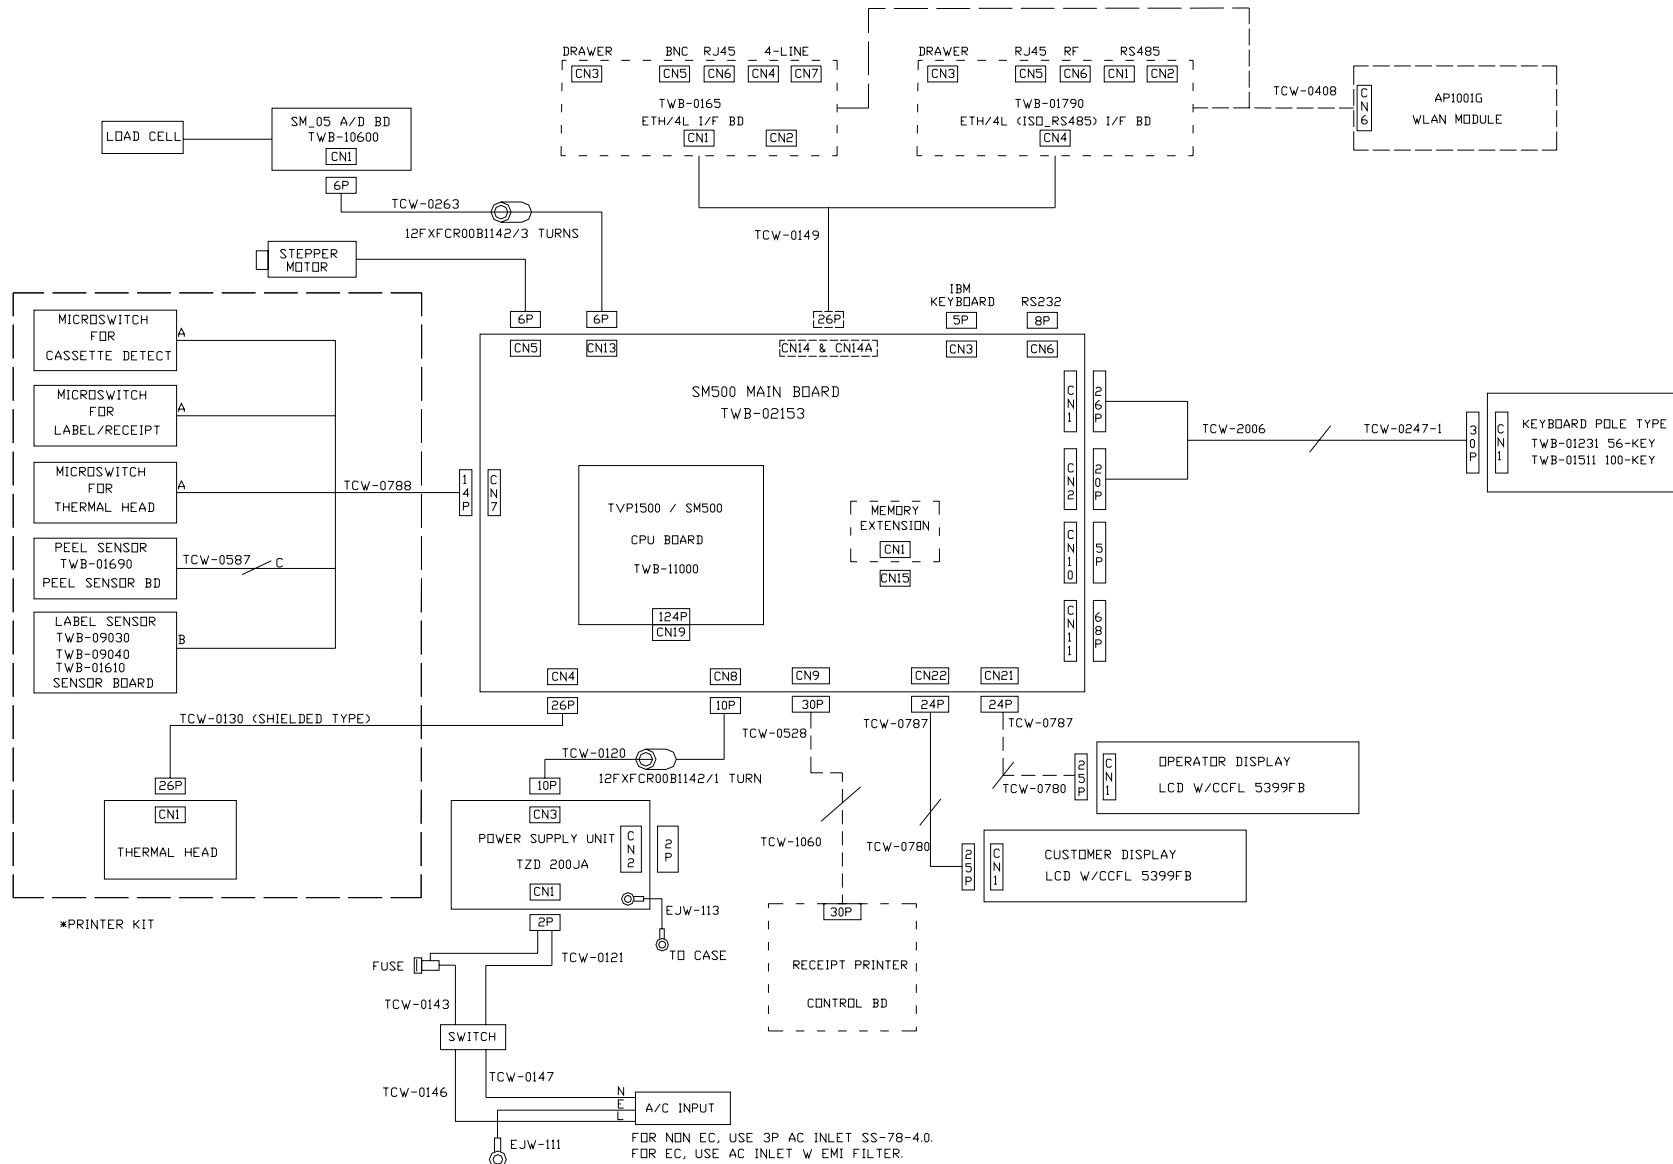 DRAWER BNC RJ45 4-LINE
CN3 CN5 CN6 CN4 CN7
TWB-0165
ETH/4L I/F BD
CN1 CN2
DRAWER RJ45 RF RS485
CN3 CN5 CN6 CN1 CN2
TWB-01790
ETH/4L (ISO_RS485) I/F BD
CN4
TCW-0408
CN6
AP1001G
WLAN MODULE
LOAD CELL
SM_05 A/D BD
TWB-10600
CN1
6P
TCW-0263
12FXFCR00B1142/3 TURNS
TCW-0149
STEPPER
MOTOR
MICROSWITCH
FOR
CASSETTE DETECT
A
MICROSWITCH
FOR
LABEL/RECEIPT
A
MICROSWITCH
FOR
THERMAL HEAD
A
TCW-0788
PEEL SENSOR
TWB-01690
PEEL SENSOR BD
TCW-0587
C
LABEL SENSOR
TWB-09030
TWB-09040
TWB-01610
SENSOR BOARD
B
TCW-0130 (SHIELDED TYPE)
26P
CN1
THERMAL HEAD
*PRINTER KIT
IBM
KEYBOARD
RS232
6P 6P 26P 5P 8P
CN5 CN13 CN14 & CN14A CN3 CN6
SM500 MAIN BOARD
TWB-02153
14P
CN7
TVP1500 / SM500
CPU BOARD
TWB-11000
124P
CN19
MEMORY
EXTENSION
CN1
CN15
CN1
26P
CN2
20P
CN10
5P
CN11
68P
TCW-2006
TCW-0247-1
30P
CN1
KEYBOARD POLE TYPE
TWB-01231 56-KEY
TWB-01511 100-KEY
CN4 CN8 CN9 CN22 CN21
26P 10P 30P 24P 24P
TCW-0120
12FXFCR00B1142/1 TURN
TCW-0528
TCW-0787
TCW-0787
TCW-0780
25P
CN1
OPERATOR DISPLAY
LCD W/CCFL 5399FB
TCW-1060
TCW-0780
25P
CN1
CUSTOMER DISPLAY
LCD W/CCFL 5399FB
10P
CN3
POWER SUPPLY UNIT
TZD 200JA
CN2
2P
CN1
2P
EJW-113
TO CASE
30P
RECEIPT PRINTER
CONTROL BD
FUSE
TCW-0121
TCW-0143
SWITCH
TCW-0146
TCW-0147
N
E
L
A/C INPUT
EJW-111
FOR NON EC, USE 3P AC INLET SS-7B-4.0.
FOR EC, USE AC INLET W EMI FILTER.